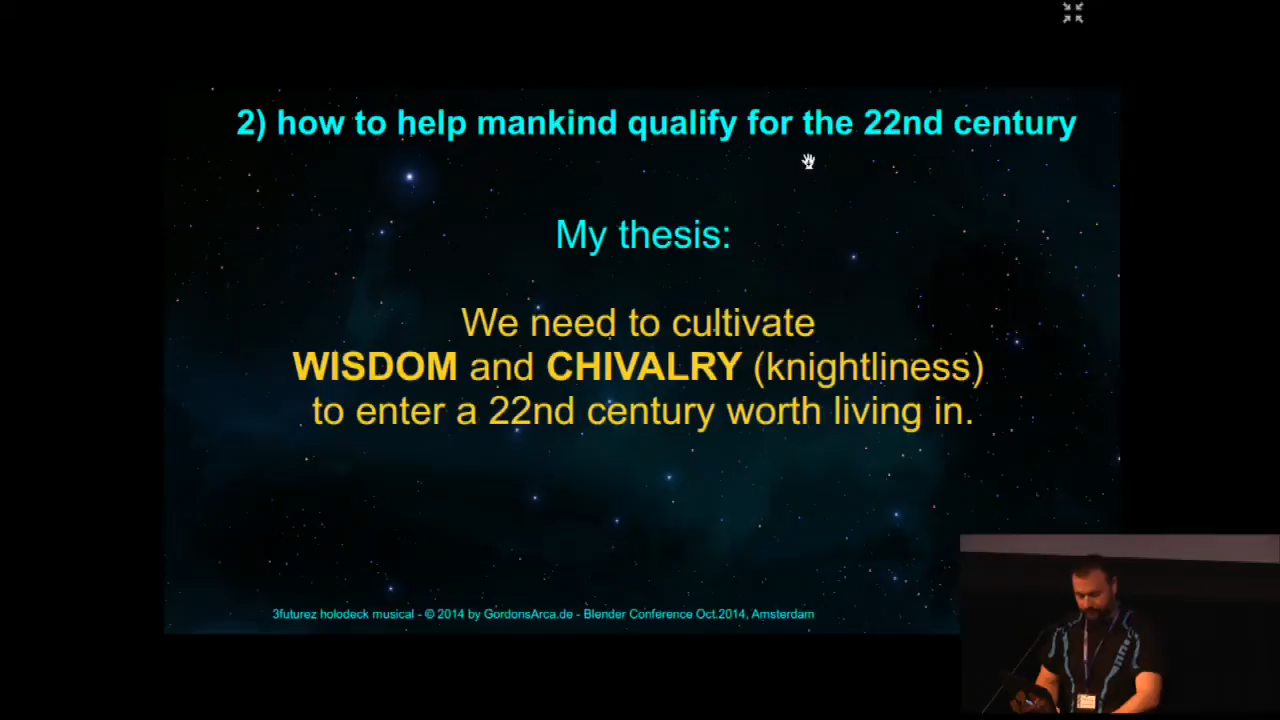 2) how to help mankind qualify for the 22nd century
My thesis:
We need to cultivate
WISDOM and CHIVALRY (knightliness)
to enter a 22nd century worth living in.
3futurez holodeck musical - © 2014 by GordonsArca.de - Blender Conference Oct.2014, Amsterdam